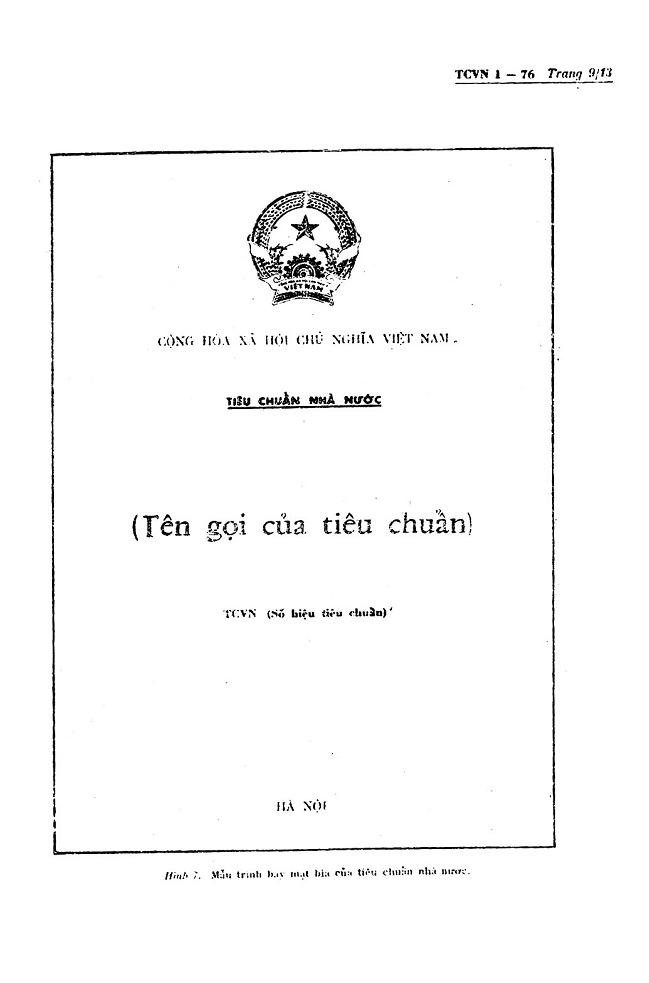 TCVN 1 — 76 Trang 9/13
VIỆT NAM
CỘNG HÒA XÃ HỘI CHỦ NGHĨA VIỆT NAM
TIÊU CHUẨN NHÀ NƯỚC
(Tên gọi của tiêu chuẩn)
TCVN (Số hiệu tiêu chuẩn)
HÀ NỘI
Hình 7. Mẫu trình bày mặt bìa của tiêu chuẩn nhà nước.